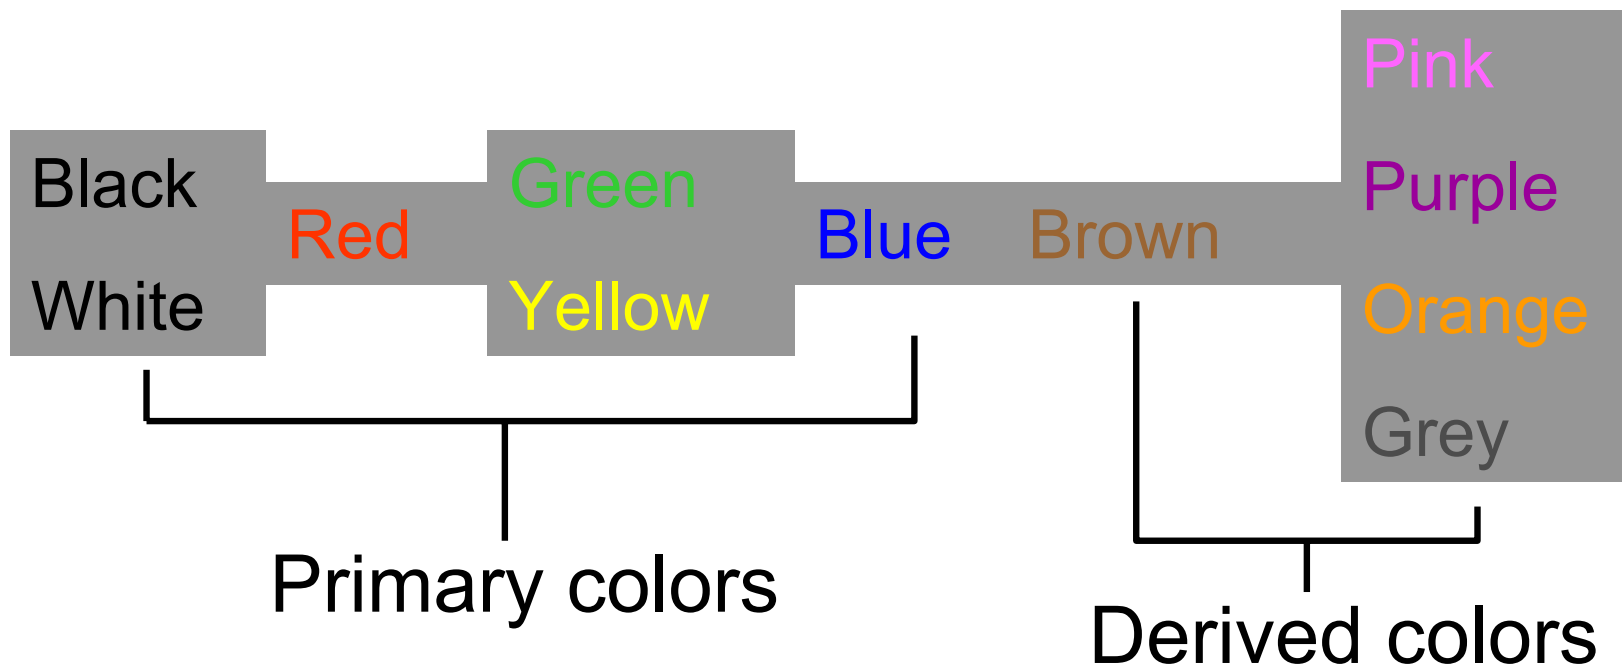 Black
White
Red
Green
Yellow
Blue
Brown
Pink
Purple
Orange
Grey
Primary colors
Derived colors